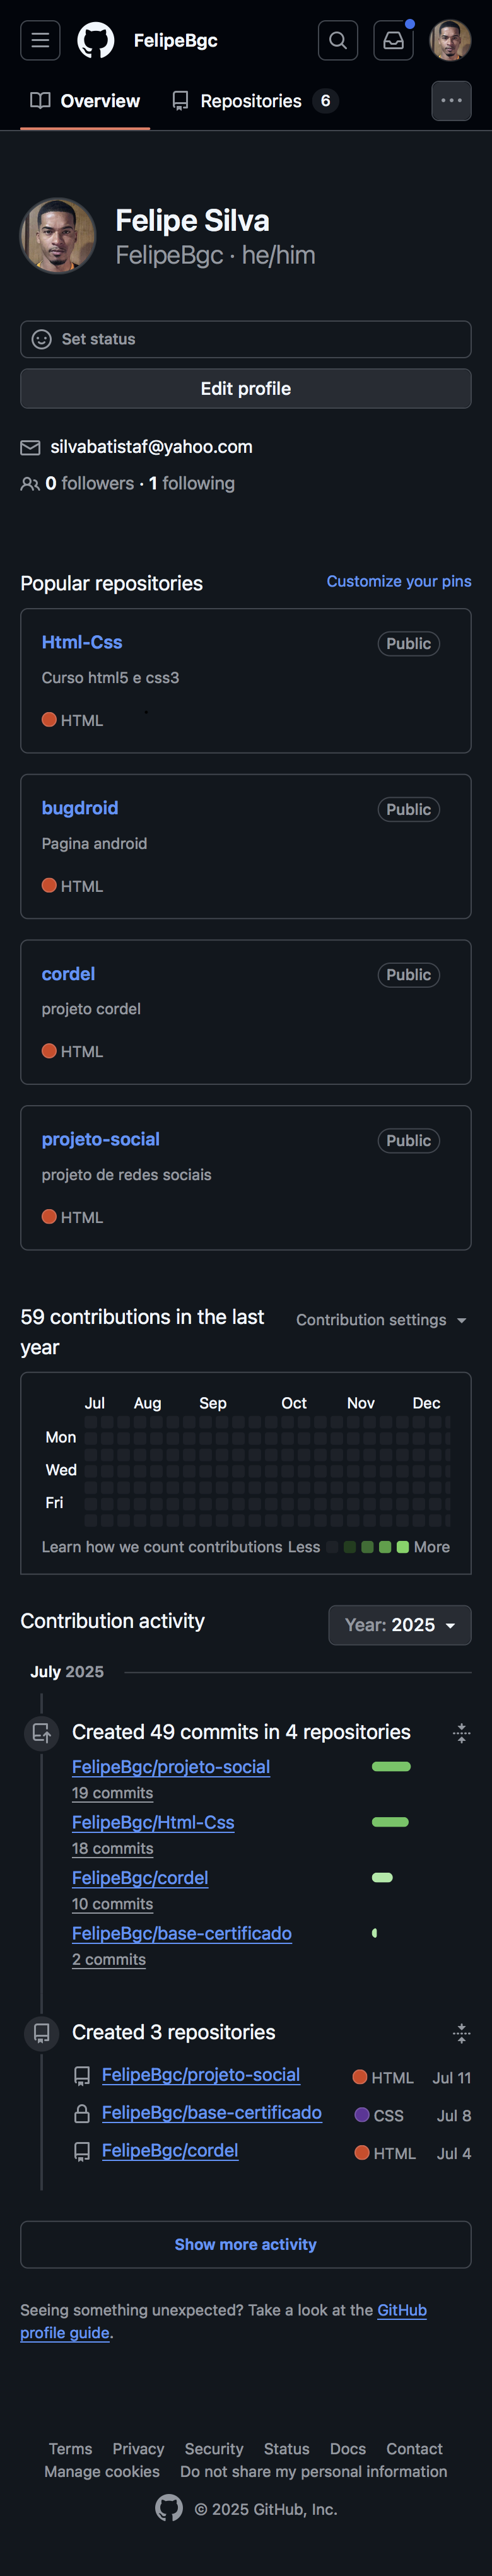 FelipeBgc
Overview
Repositories 6
Felipe Silva
FelipeBgc · he/him
Set status
Edit profile
silvabatistaf@yahoo.com
0 followers · 1 following
Popular repositories
Customize your pins
Html-Css
Public
Curso html5 e css3
HTML
bugdroid
Public
Pagina android
HTML
cordel
Public
projeto cordel
HTML
projeto-social
Public
projeto de redes sociais
HTML
59 contributions in the last
year
Contribution settings
Jul Aug Sep Oct Nov Dec
Mon
Wed
Fri
Learn how we count contributions Less More
Contribution activity
Year: 2025
July 2025
Created 49 commits in 4 repositories
FelipeBgc/projeto-social
19 commits
FelipeBgc/Html-Css
18 commits
FelipeBgc/cordel
10 commits
FelipeBgc/base-certificado
2 commits
Created 3 repositories
FelipeBgc/projeto-social HTML Jul 11
FelipeBgc/base-certificado CSS Jul 8
FelipeBgc/cordel HTML Jul 4
Show more activity
Seeing something unexpected? Take a look at the GitHub
profile guide.
Terms Privacy Security Status Docs Contact
Manage cookies Do not share my personal information
© 2025 GitHub, Inc.